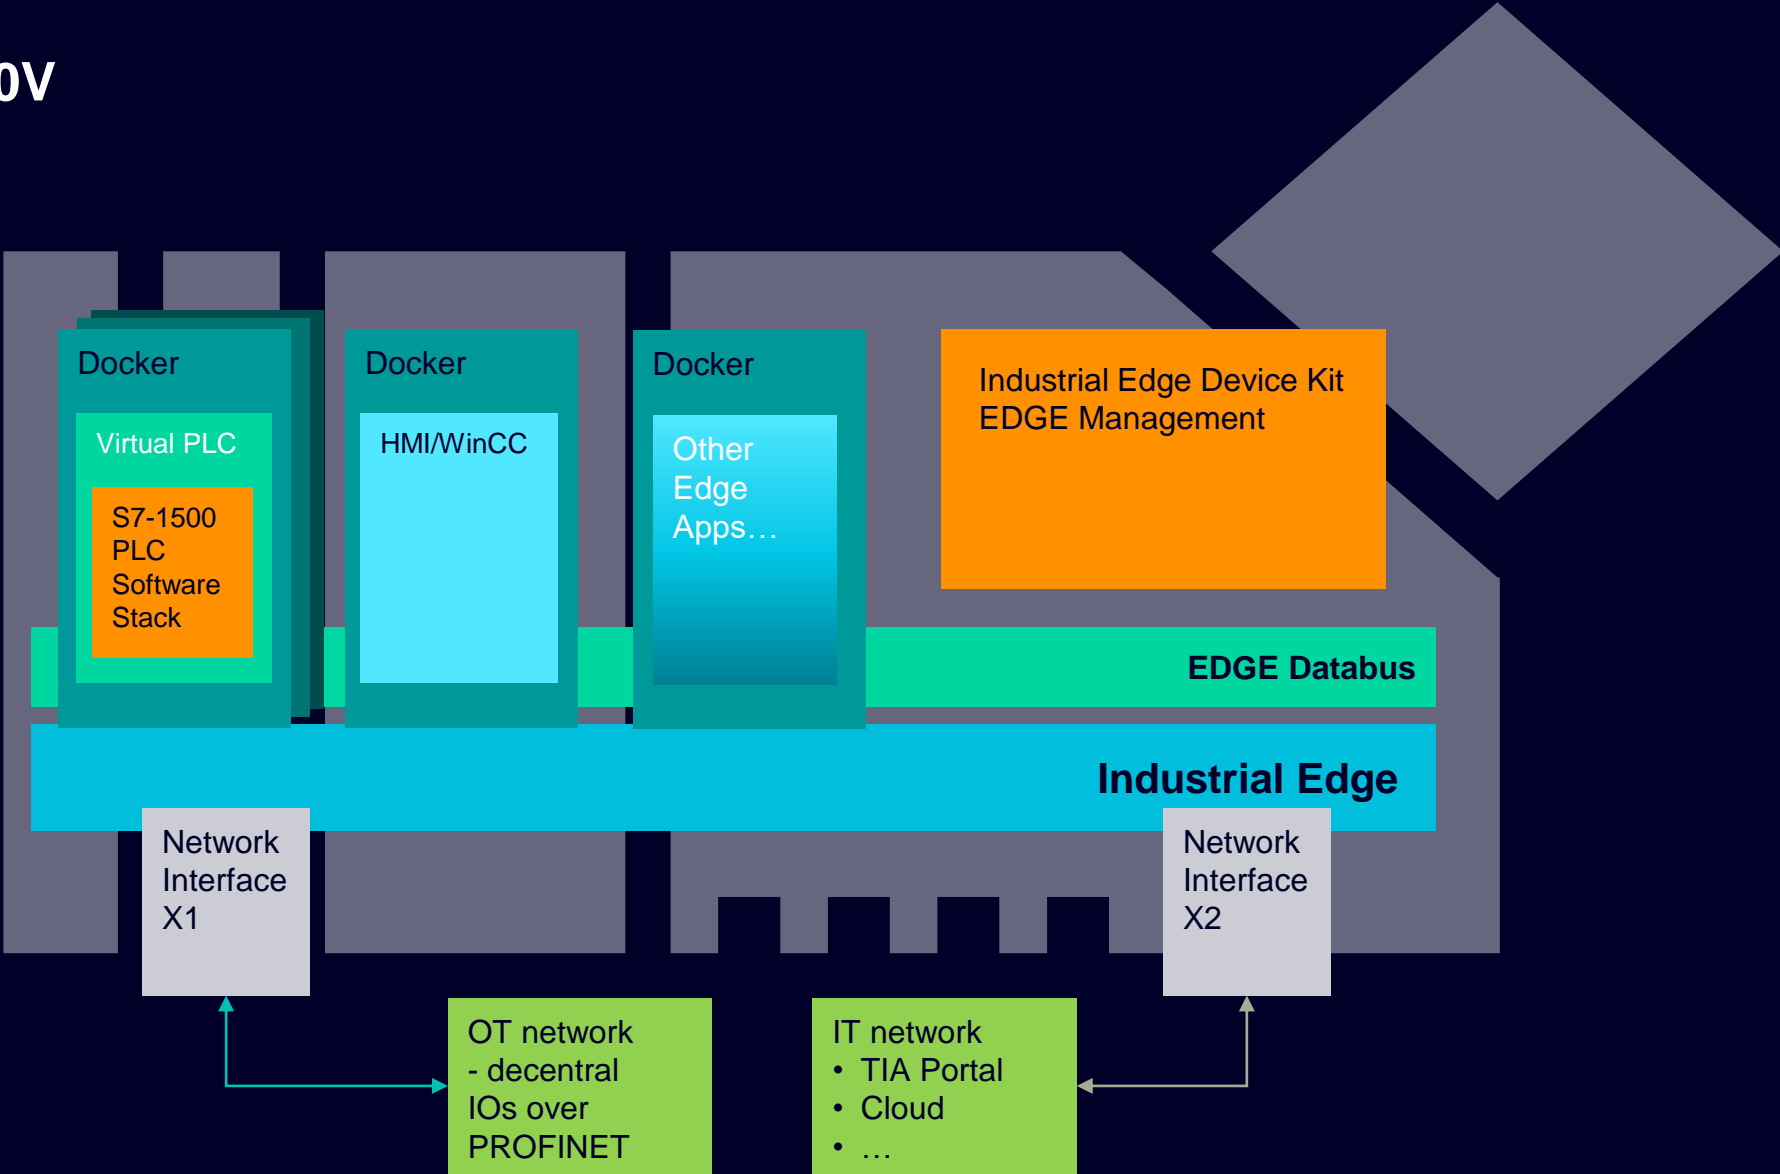 0V
Docker
Virtual PLC
S7-1500
PLC
Software
Stack
Docker
HMI/WinCC
Docker
Other
Edge
Apps…
Industrial Edge Device Kit
EDGE Management
EDGE Databus
Industrial Edge
Network
Interface
X1
Network
Interface
X2
OT network
- decentral
IOs over
PROFINET
IT network
• TIA Portal
• Cloud
• …